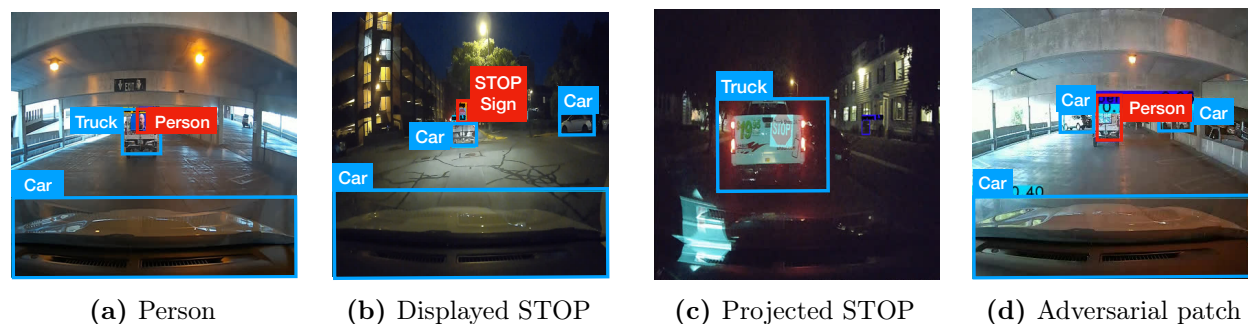 EXIT
Truck
Person
Car
STOP
Sign
Car
Car
Car
Truck
19
STOP
Car
Person
Car
Car
0.40
(a) Person
(b) Displayed STOP
(c) Projected STOP
(d) Adversarial patch